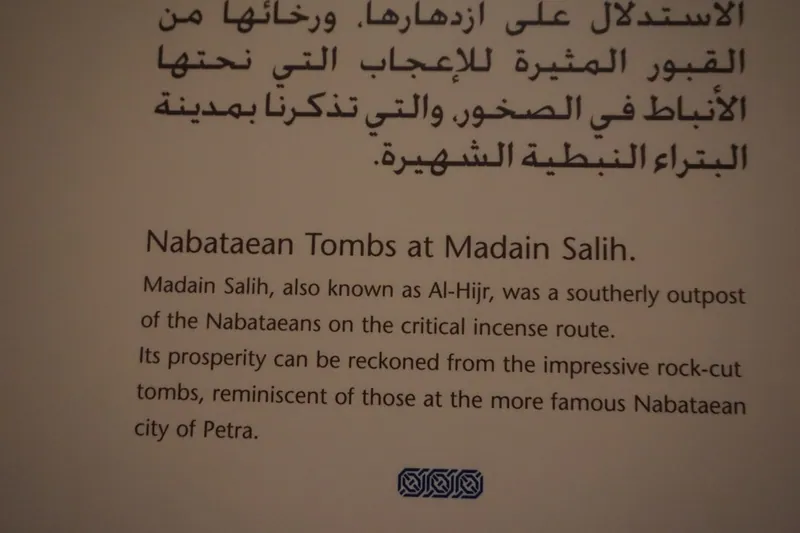 الاستدلال على ازدهارها، ورخائها من
القبور المثيرة للإعجاب التي نحتها
الأنباط في الصخور، والتي تذكرنا بمدينة
البتراء النبطية الشهيرة.
Nabataean Tombs at Madain Salih.
Madain Salih, also known as Al-Hijr, was a southerly outpost
of the Nabataeans on the critical incense route.
Its prosperity can be reckoned from the impressive rock-cut
tombs, reminiscent of those at the more famous Nabataean
city of Petra.